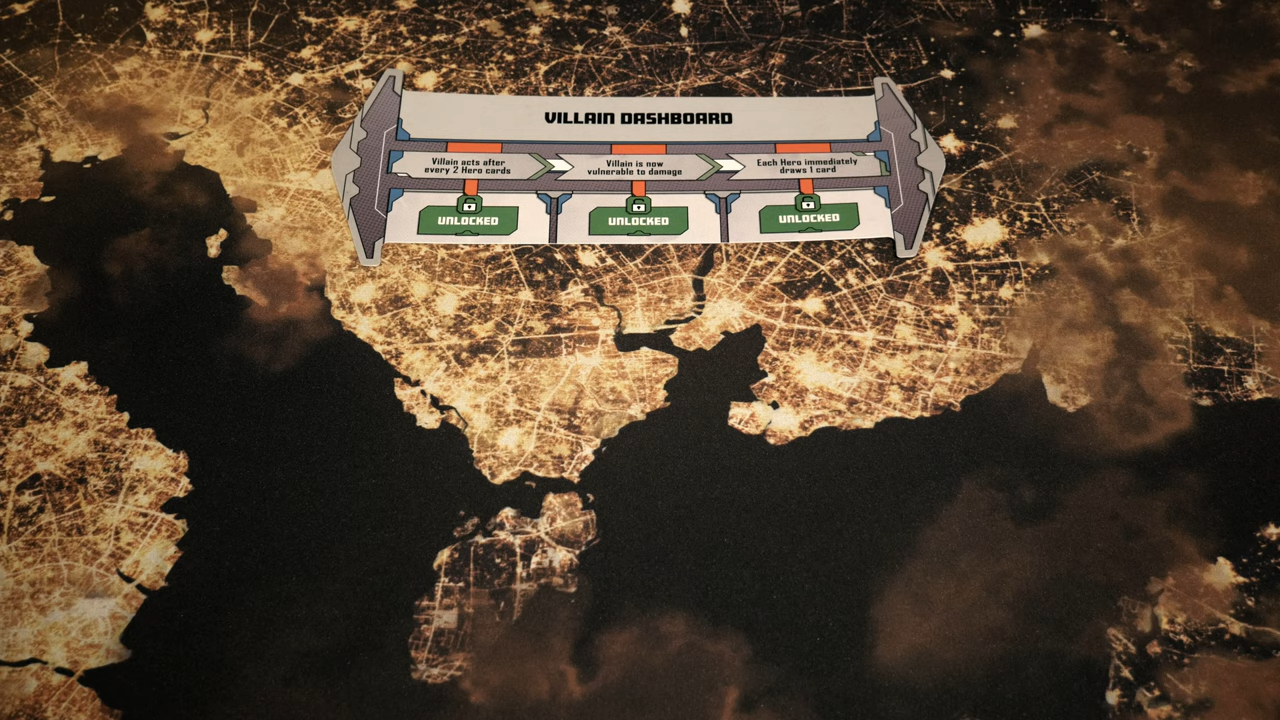 VILLAIN DASHBOARD
Villain acts after
every 2 Hero cards
Villain is now
vulnerable to damage
Each Hero immediately
draws 1 card
UNLOCKED
UNLOCKED
UNLOCKED